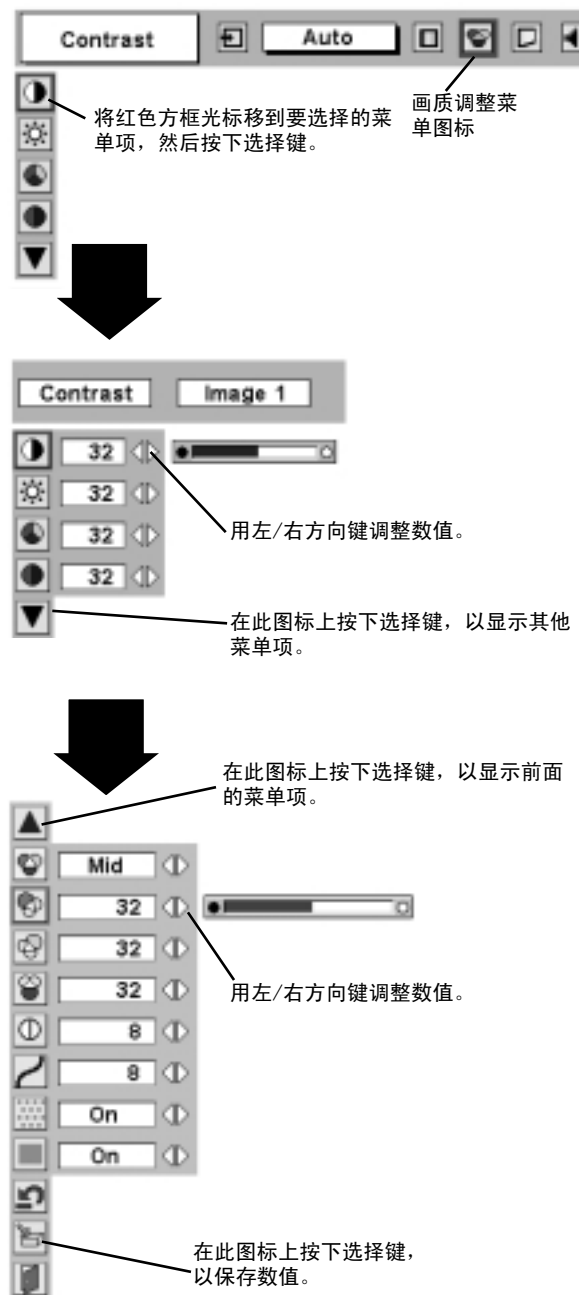 Contrast
Auto
画质调整菜
单图标
将红色方框光标移到要选择的菜
单项，然后按下选择键。
Contrast
Image 1
32
32
32
32
用左/右方向键调整数值。
在此图标上按下选择键，以显示其他
菜单项。
在此图标上按下选择键，以显示前面
的菜单项。
Mid
32
32
32
用左/右方向键调整数值。
8
8
On
On
在此图标上按下选择键，
以保存数值。